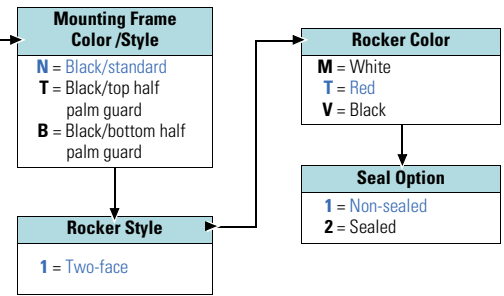 Mounting Frame
Color /Style
N = Black/standard
T = Black/top half
palm guard
B = Black/bottom half
palm guard
Rocker Style
1 = Two-face
Rocker Color
M = White
T = Red
V = Black
Seal Option
1 = Non-sealed
2 = Sealed